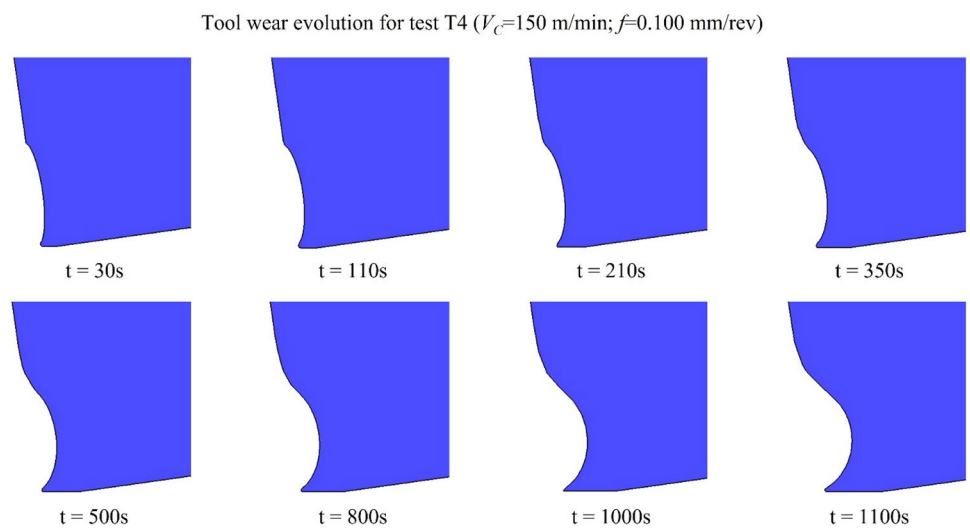 Tool wear evolution for test T4 (V_C=150 m/min; f=0.100 mm/rev)
t = 30s
t = 110s
t = 210s
t = 350s
t = 500s
t = 800s
t = 1000s
t = 1100s